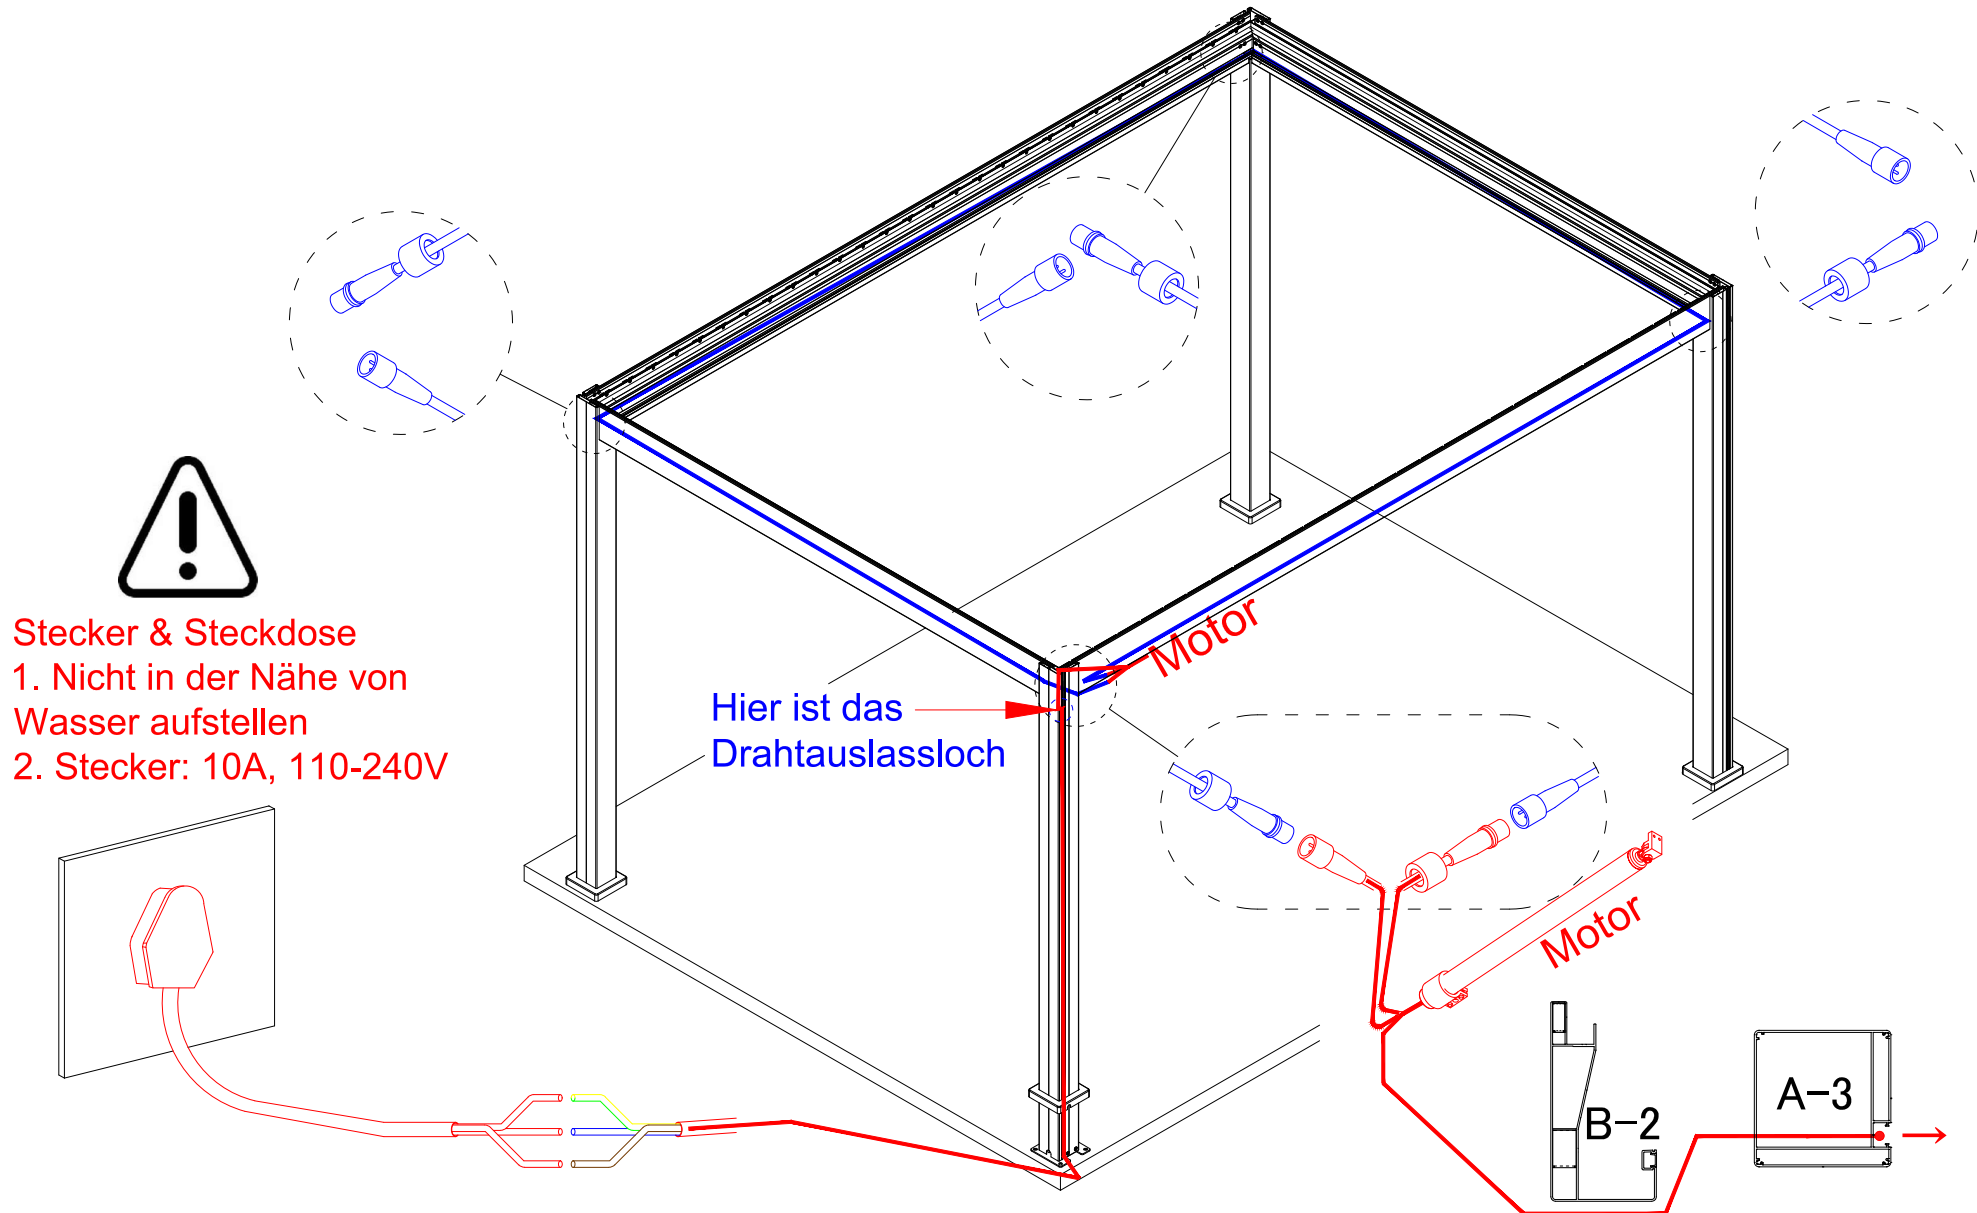 Stecker & Steckdose
1. Nicht in der Nähe von
Wasser aufstellen
2. Stecker: 10A, 110-240V
Hier ist das
Drahtauslassloch
Motor
Motor
B-2
A-3